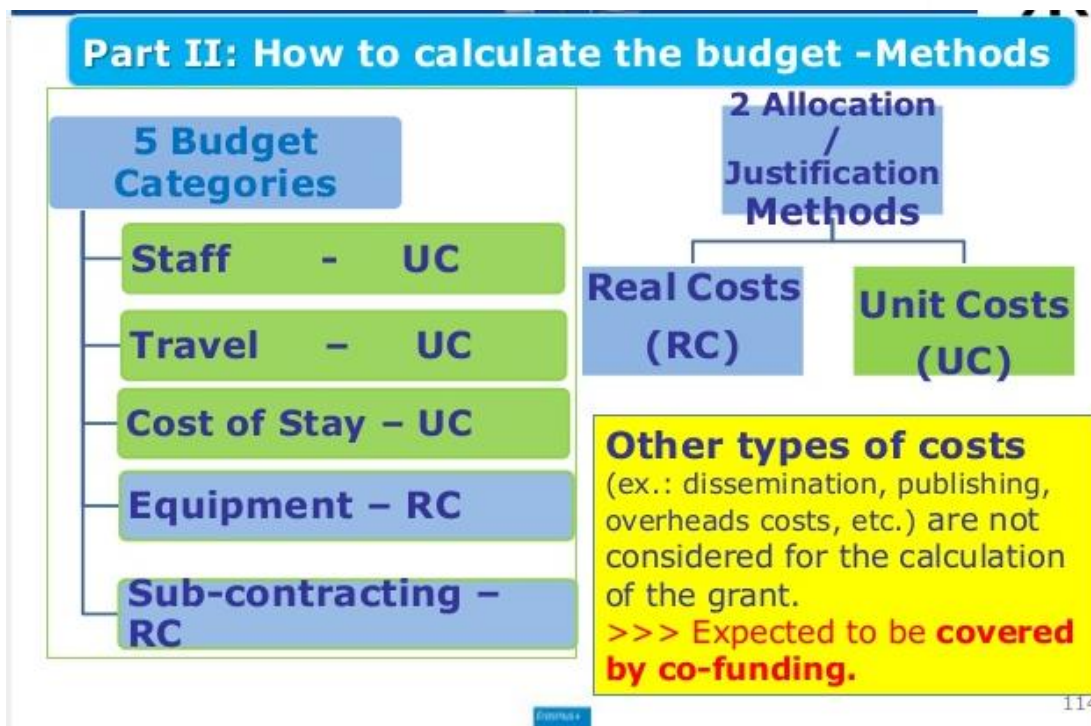 Part II: How to calculate the budget -Methods
5 Budget
Categories
Staff - UC
Travel – UC
Cost of Stay – UC
Equipment – RC
Sub-contracting –
RC
2 Allocation
/
Justification
Methods
Real Costs
(RC)
Unit Costs
(UC)
Other types of costs
(ex.: dissemination, publishing,
overheads costs, etc.) are not
considered for the calculation
of the grant.
>>> Expected to be covered
by co-funding.
Erasmus+